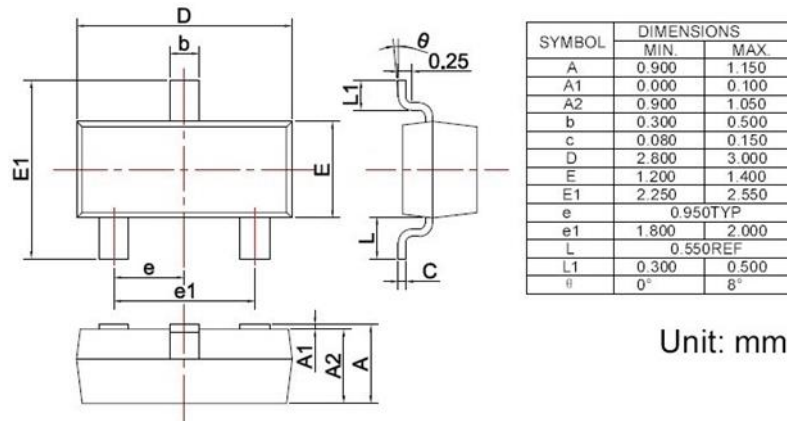 D
b
E1
E
e
e1
θ
0.25
L1
L
C
A1
A2
A
SYMBOL DIMENSIONS
MIN. MAX.
A 0.900 1.150
A1 0.000 0.100
A2 0.900 1.050
b 0.300 0.500
c 0.080 0.150
D 2.800 3.000
E 1.200 1.400
E1 2.250 2.550
e 0.950TYP
e1 1.800 2.000
L 0.550REF
L1 0.300 0.500
θ 0° 8°
Unit: mm